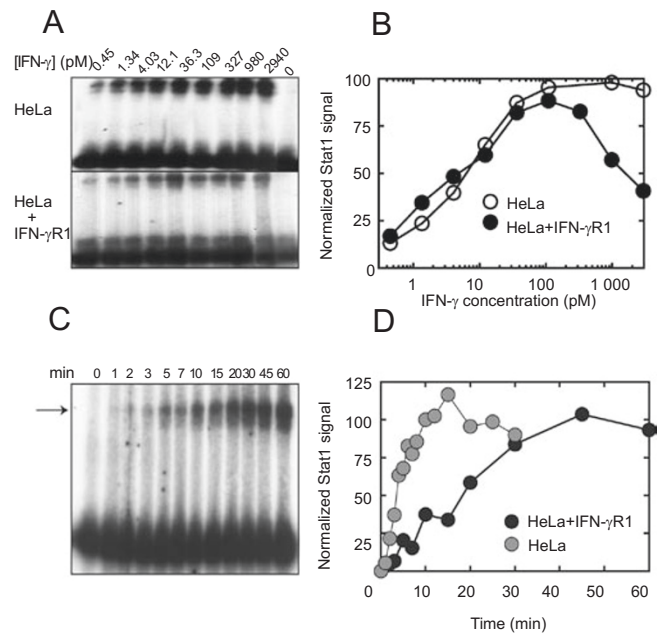 A
[IFN-γ] (pM) 0.45 1.34 4.03 12.1 36.3 109 327 980 2940 0
HeLa
HeLa
+
IFN-γR1
B
Normalized Stat1 signal
100
75
50
25
0
1 10 100 1 000
IFN-γ concentration (pM)
HeLa
HeLa+IFN-γR1
C
min 0 1 2 3 5 7 10 15 20 30 45 60
D
Normalized Stat1 signal
125
100
75
50
25
0 10 20 30 40 50 60
Time (min)
HeLa+IFN-γR1
HeLa